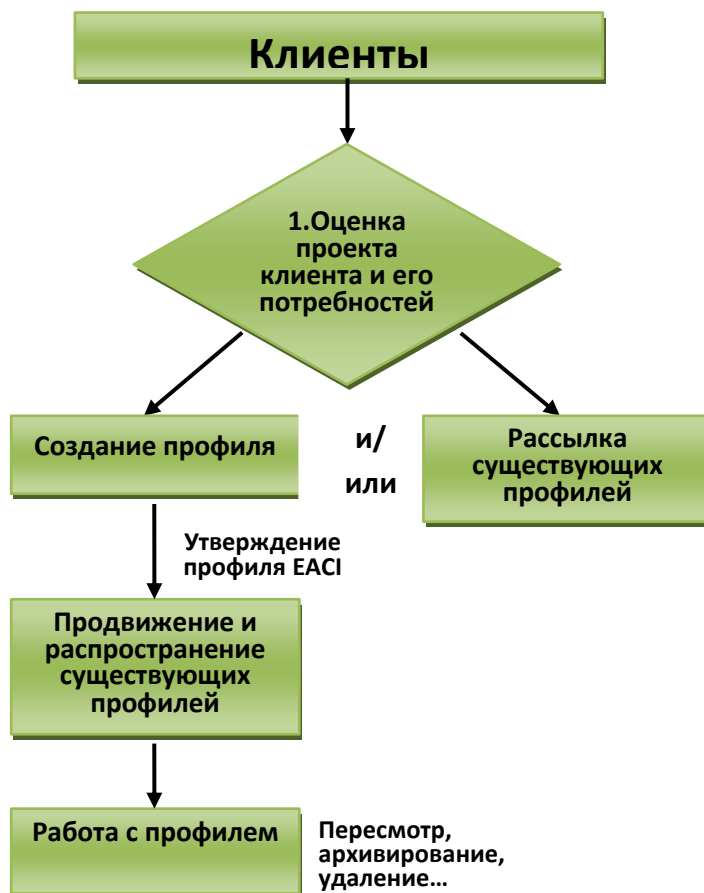 Клиенты
1.Оценка
проекта
клиента и его
потребностей
Создание профиля
и/
или
Рассылка
существующих
профилей
Утверждение
профиля EACI
Продвижение и
распространение
существующих
профилей
Работа с профилем
Пересмотр,
архивирование,
удаление…